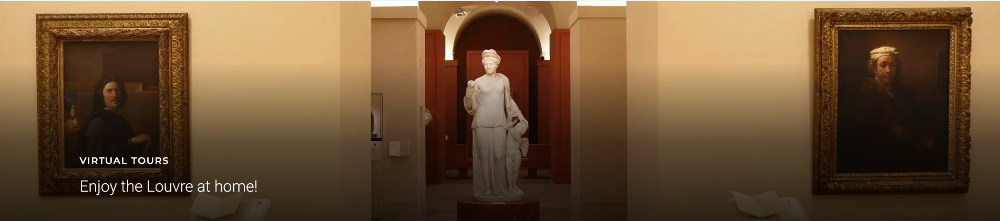 VIRTUAL TOURS
Enjoy the Louvre at home!